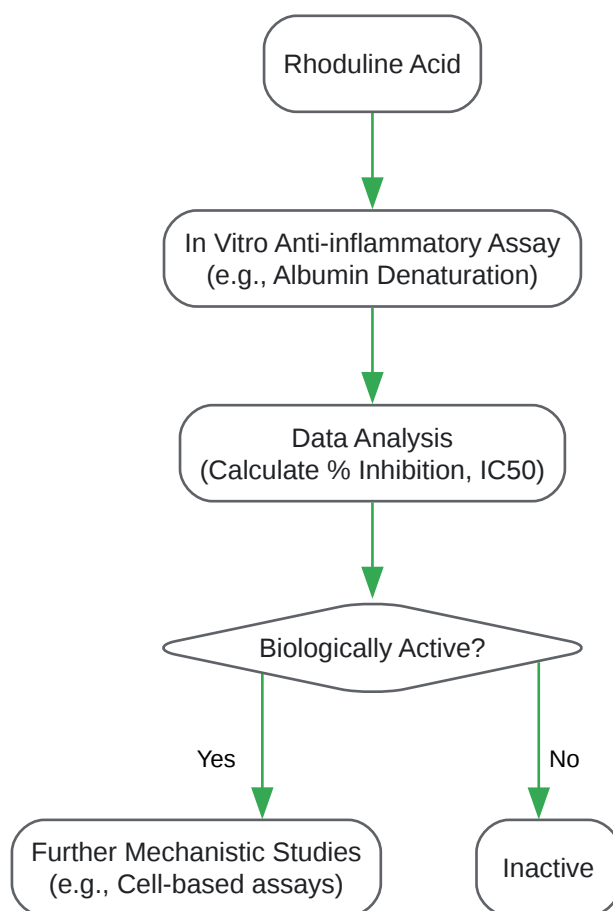 Rhoduline Acid
In Vitro Anti-inflammatory Assay
(e.g., Albumin Denaturation)
Data Analysis
(Calculate % Inhibition, IC50)
Biologically Active?
Yes
No
Further Mechanistic Studies
(e.g., Cell-based assays)
Inactive